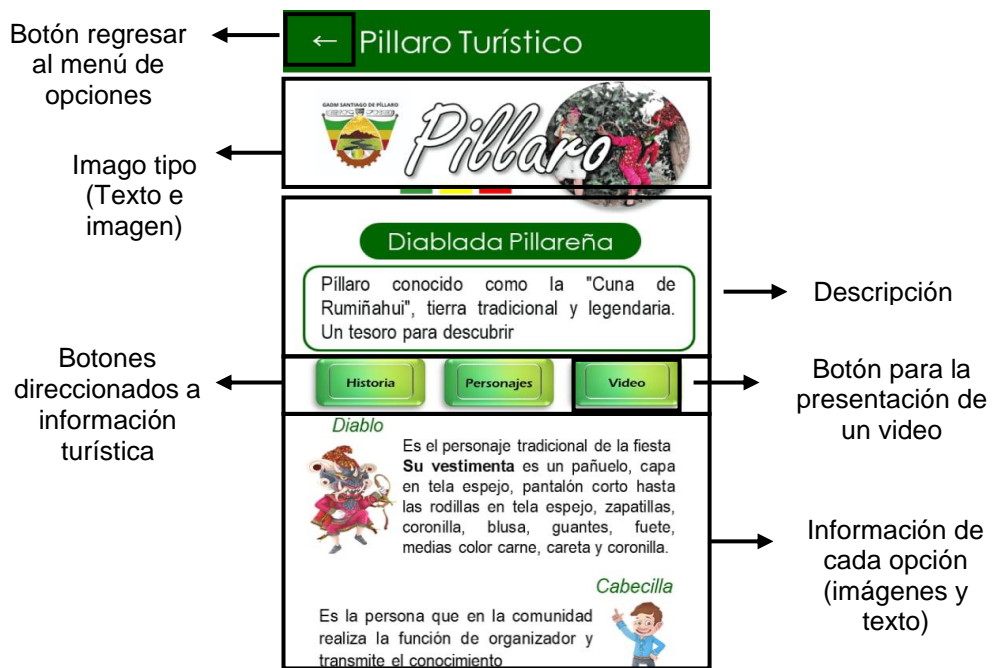 Botón regresar
al menú de
opciones
← Pillaro Turístico
GADM SANTIAGO DE PÍLLARO
Pillaro
Imago tipo
(Texto e
imagen)
Diablada Pillareña
Píllaro conocido como la "Cuna de
Rumiñahui", tierra tradicional y legendaria.
Un tesoro para descubrir
Descripción
Botones
direccionados a
información
turística
Historia
Personajes
Video
Botón para la
presentación de
un video
Diablo
Es el personaje tradicional de la fiesta
Su vestimenta es un pañuelo, capa
en tela espejo, pantalón corto hasta
las rodillas en tela espejo, zapatillas,
coronilla, blusa, guantes, fuete,
medias color carne, careta y coronilla.
Información de
cada opción
(imágenes y
texto)
Cabecilla
Es la persona que en la comunidad
realiza la función de organizador y
transmite el conocimiento